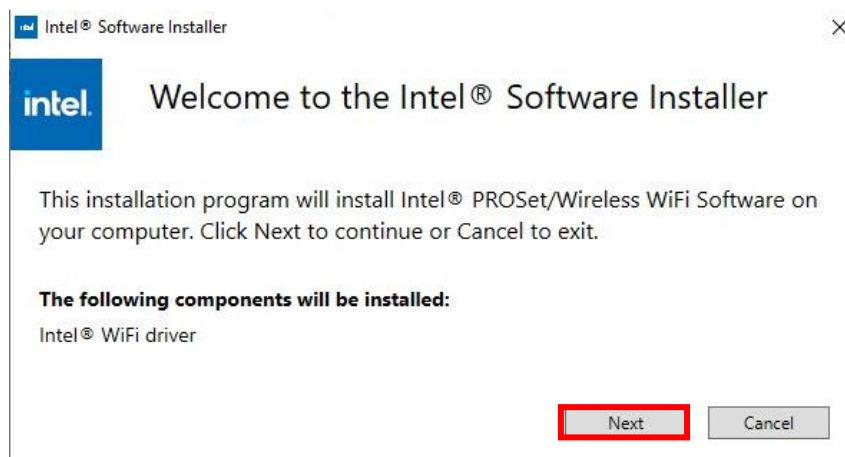 intel Intel® Software Installer
intel. Welcome to the Intel® Software Installer
This installation program will install Intel® PROSet/Wireless WiFi Software on
your computer. Click Next to continue or Cancel to exit.
The following components will be installed:
Intel® WiFi driver
Next Cancel